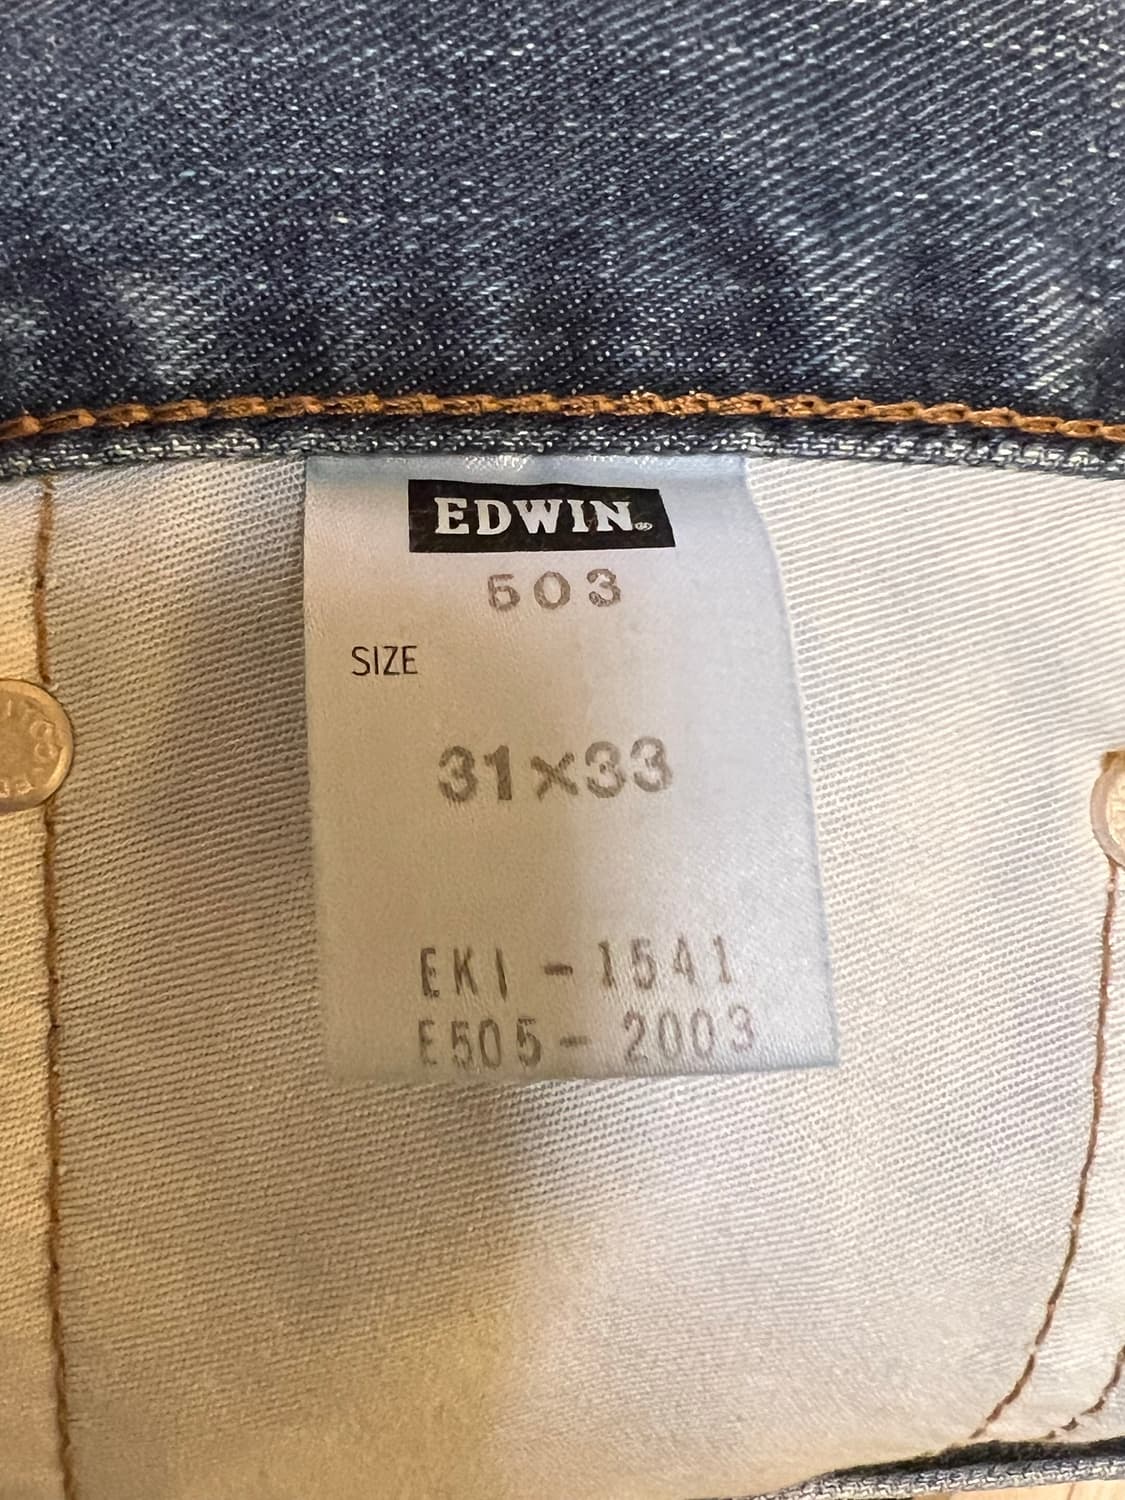 EDWIN
503
SIZE
31×33
EKI-1541
E505-2003